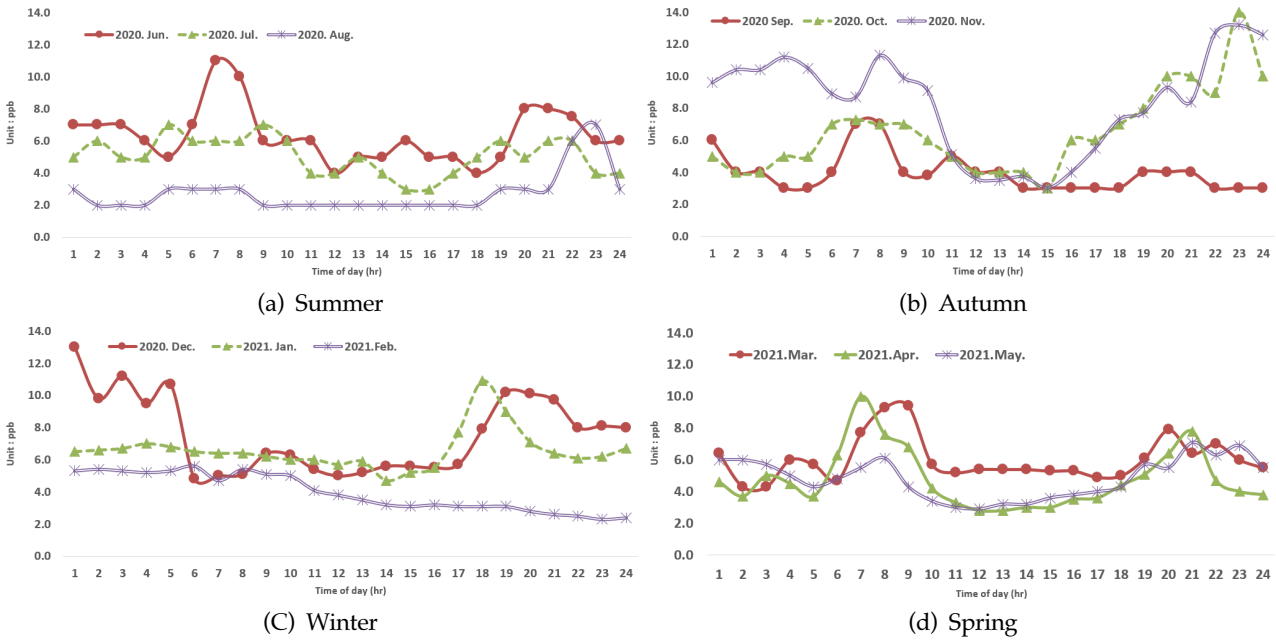 14.0
12.0
10.0
8.0
6.0
4.0
2.0
0.0
Unit : ppb
2020. Jun. 2020. Jul. 2020. Aug.
1 2 3 4 5 6 7 8 9 10 11 12 13 14 15 16 17 18 19 20 21 22 23 24
Time of day (hr)
(a) Summer
14.0
12.0
10.0
8.0
6.0
4.0
2.0
0.0
Unit : ppb
2020 Sep. 2020. Oct. 2020. Nov.
1 2 3 4 5 6 7 8 9 10 11 12 13 14 15 16 17 18 19 20 21 22 23 24
Time of day (hr)
(b) Autumn
14.0
12.0
10.0
8.0
6.0
4.0
2.0
0.0
Unit : ppb
2020. Dec. 2021. Jan. 2021.Feb.
1 2 3 4 5 6 7 8 9 10 11 12 13 14 15 16 17 18 19 20 21 22 23 24
Time of day (hr)
(C) Winter
14.0
12.0
10.0
8.0
6.0
4.0
2.0
0.0
Unit : ppb
2021.Mar. 2021.Apr. 2021.May.
1 2 3 4 5 6 7 8 9 10 11 12 13 14 15 16 17 18 19 20 21 22 23 24
Time of day (hr)
(d) Spring